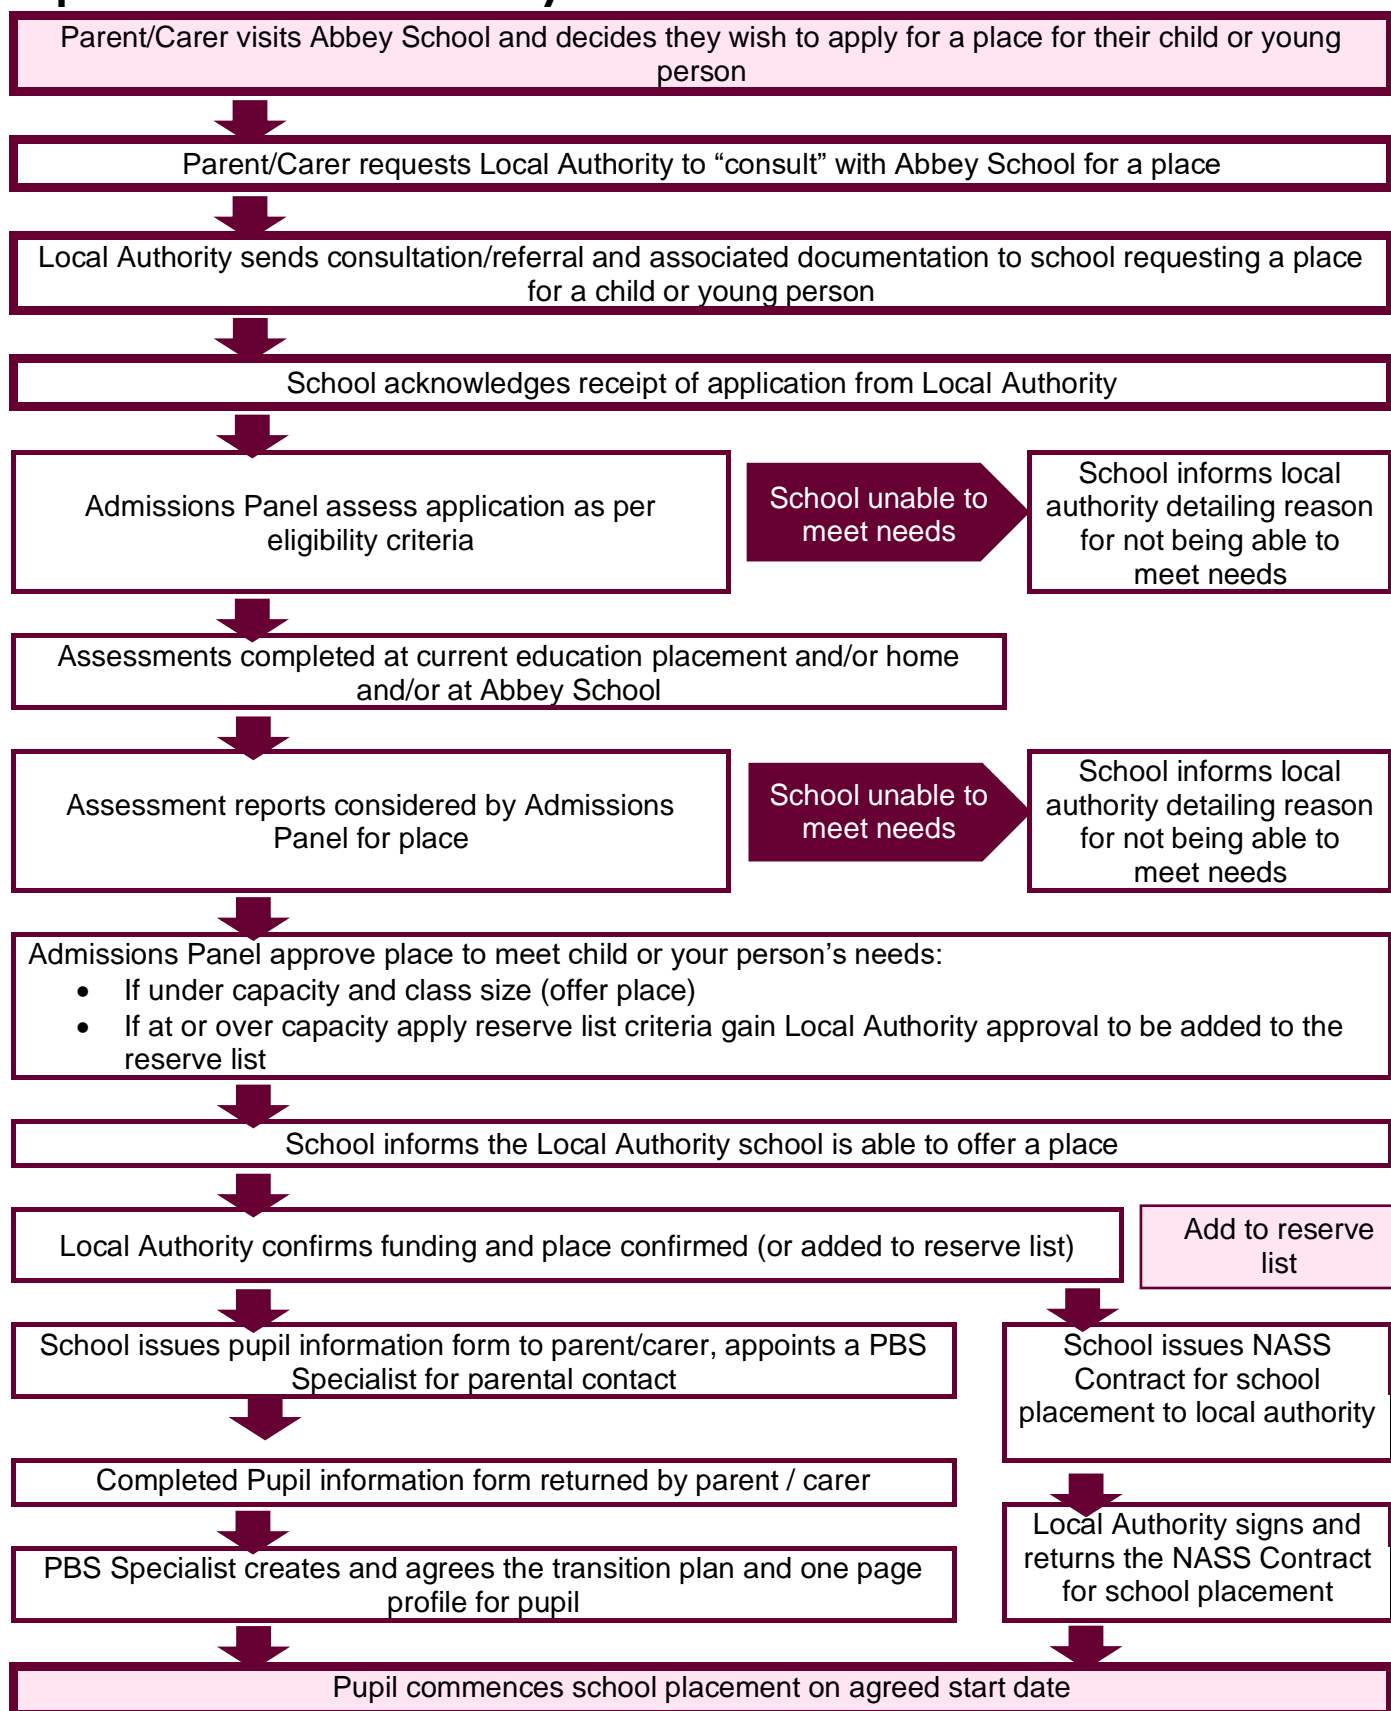 Parent/Carer visits Abbey School and decides they wish to apply for a place for their child or young
person
Parent/Carer requests Local Authority to “consult” with Abbey School for a place
Local Authority sends consultation/referral and associated documentation to school requesting a place
for a child or young person
School acknowledges receipt of application from Local Authority
Admissions Panel assess application as per
eligibility criteria
School unable to
meet needs
School informs local
authority detailing reason
for not being able to
meet needs
Assessments completed at current education placement and/or home
and/or at Abbey School
Assessment reports considered by Admissions
Panel for place
School unable to
meet needs
School informs local
authority detailing reason
for not being able to
meet needs
Admissions Panel approve place to meet child or your person’s needs:
• If under capacity and class size (offer place)
• If at or over capacity apply reserve list criteria gain Local Authority approval to be added to the
reserve list
School informs the Local Authority school is able to offer a place
Local Authority confirms funding and place confirmed (or added to reserve list)
Add to reserve
list
School issues pupil information form to parent/carer, appoints a PBS
Specialist for parental contact
School issues NASS
Contract for school
placement to local authority
Completed Pupil information form returned by parent / carer
Local Authority signs and
returns the NASS Contract
for school placement
PBS Specialist creates and agrees the transition plan and one page
profile for pupil
Pupil commences school placement on agreed start date